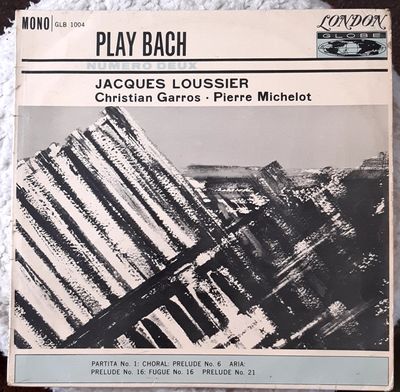 MONO GLB 1004
LONDON
GLOBE
PLAY BACH
NUMERO DEUX
JACQUES LOUSSIER
Christian Garros · Pierre Michelot
PARTITA No. 1: CHORAL: PRELUDE No. 6 ARIA:
PRELUDE No. 16: FUGUE No. 16 PRELUDE No. 21